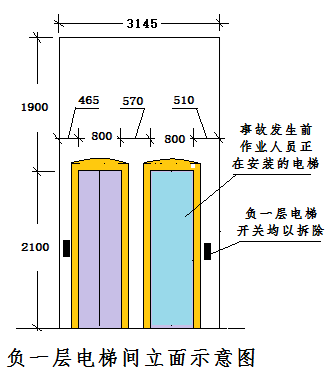 3145
1900
465
570
510
800
800
事故发生前
作业人员正
在安装的电梯
2100
负一层电梯
开关均以拆除
负一层电梯间立面示意图